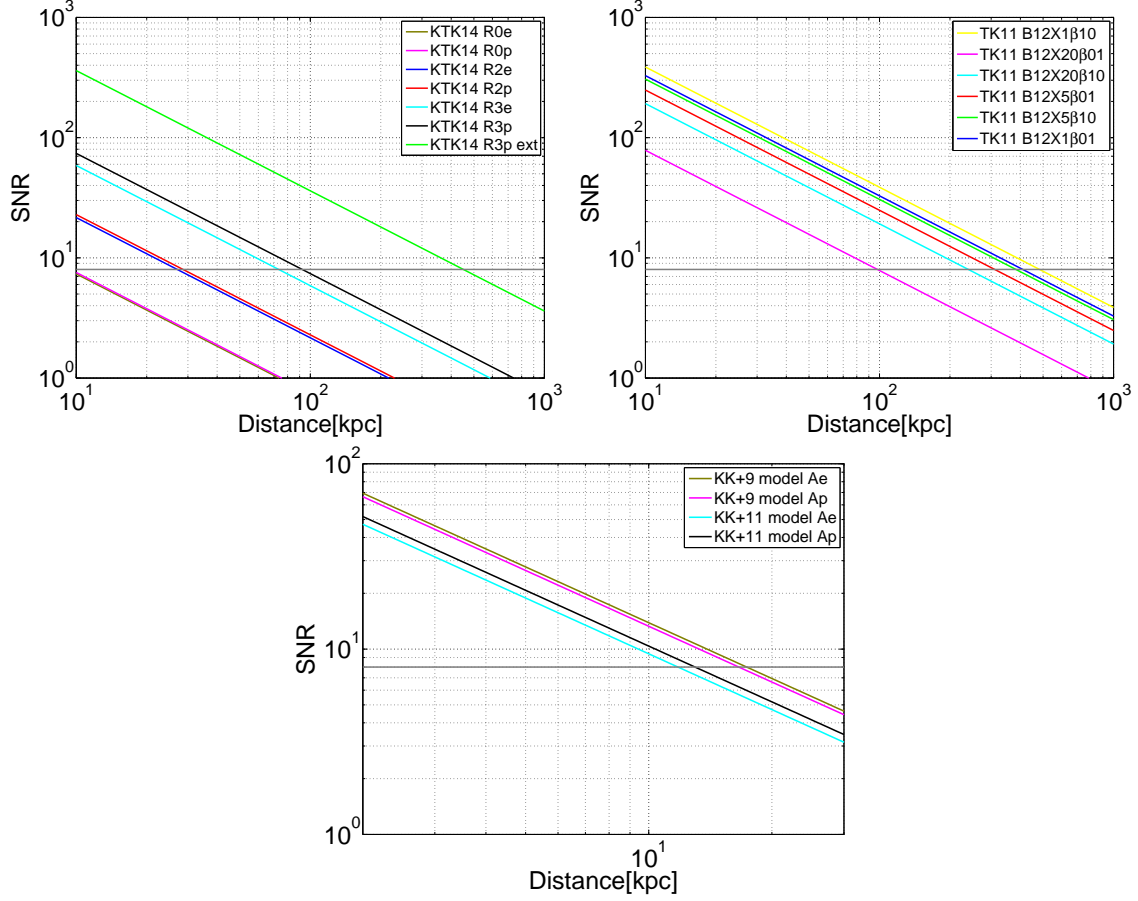 10^3
10^2
10^1
10^0
SNR
KTK14 R0e
KTK14 R0p
KTK14 R2e
KTK14 R2p
KTK14 R3e
KTK14 R3p
KTK14 R3p ext
10^1
10^2
10^3
Distance[kpc]
10^3
10^2
10^1
10^0
SNR
TK11 B12X1β10
TK11 B12X20β01
TK11 B12X20β10
TK11 B12X5β01
TK11 B12X5β10
TK11 B12X1β01
10^1
10^2
10^3
Distance[kpc]
10^2
10^1
10^0
SNR
KK+9 model Ae
KK+9 model Ap
KK+11 model Ae
KK+11 model Ap
10^1
Distance[kpc]